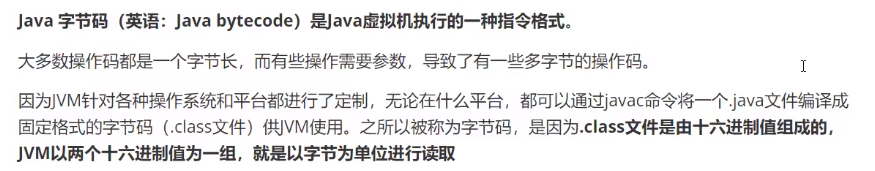 Java 字节码（英语：Java bytecode）是Java虚拟机执行的一种指令格式。
大多数操作码都是一个字节长，而有些操作需要参数，导致了有一些多字节的操作码。
因为JVM针对各种操作系统和平台都进行了定制，无论在什么平台，都可以通过javac命令将一个.java文件编译成
固定格式的字节码（.class文件）供JVM使用。之所以被称为字节码，是因为.class文件是由十六进制值组成的，
JVM以两个十六进制值为一组，就是以字节为单位进行读取